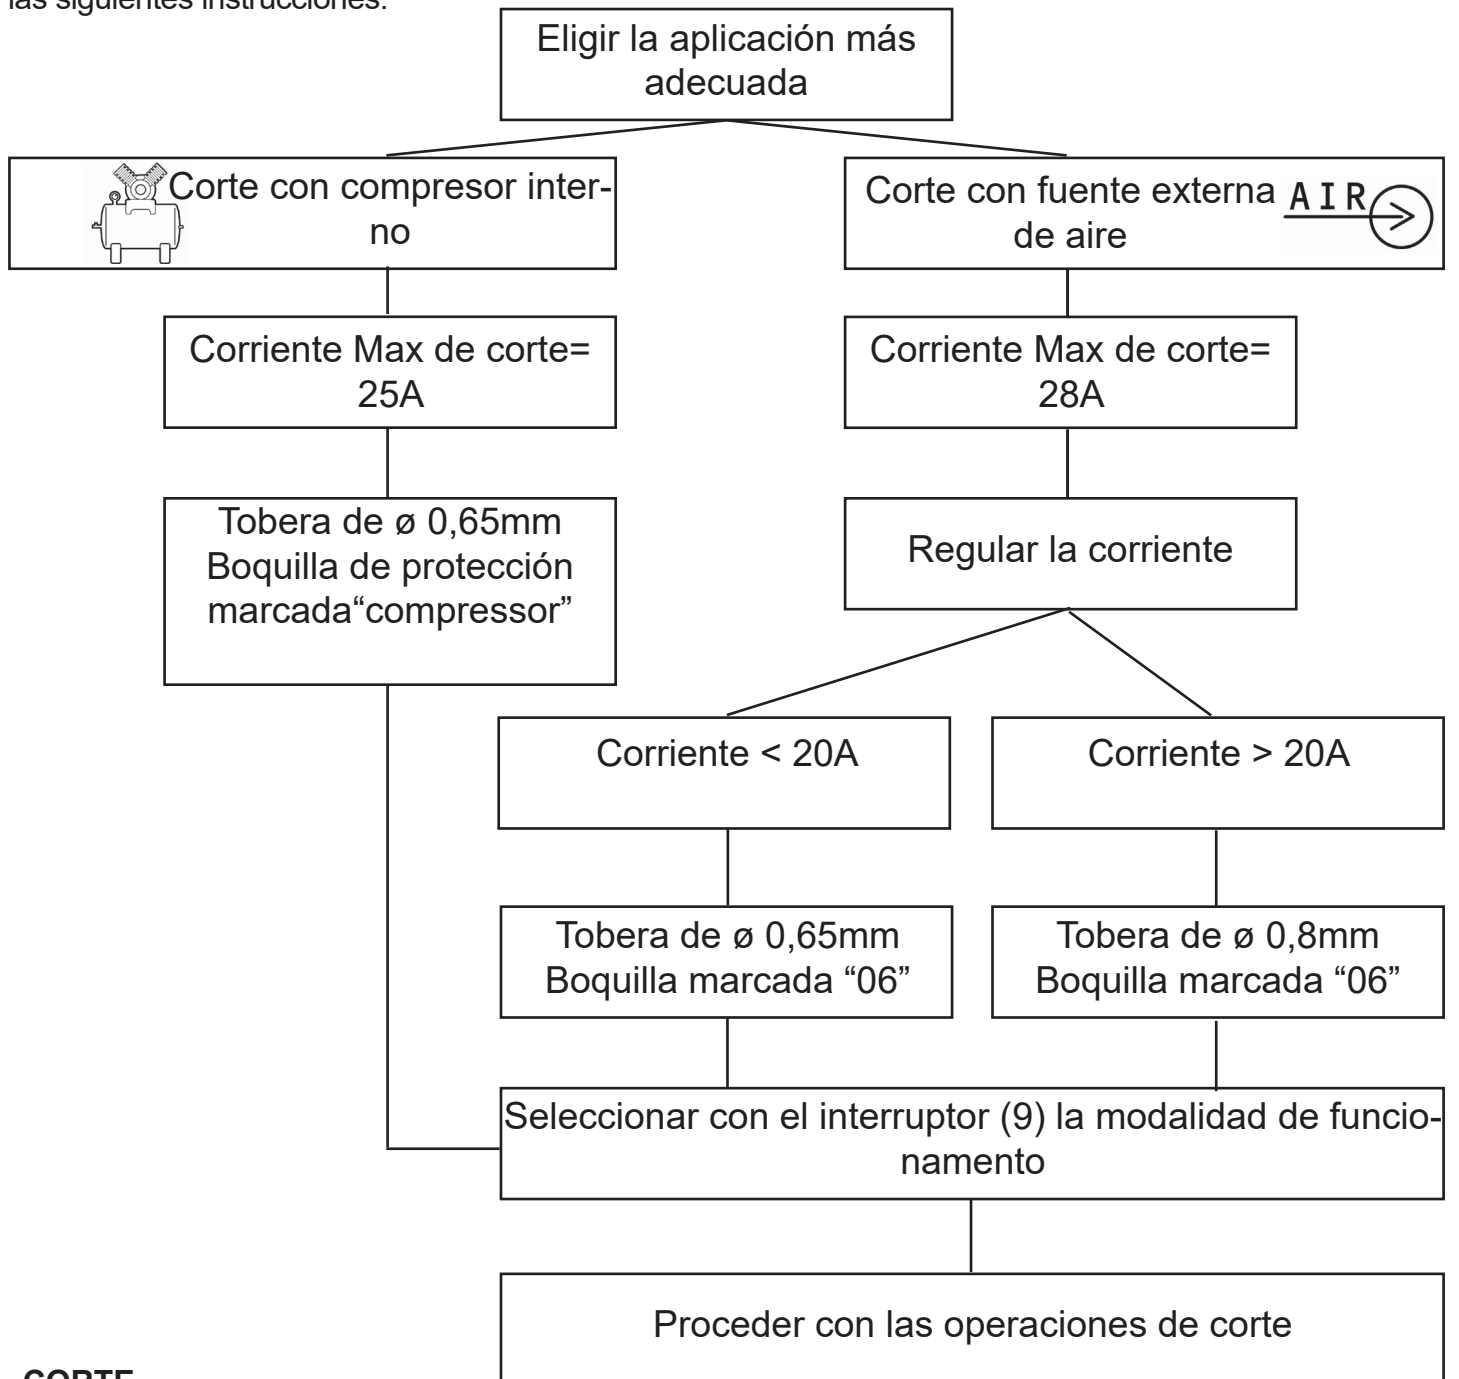 las siguientes instrucciones:
Eligir la aplicación más
adecuada
Corte con compresor inter-
no
Corte con fuente externa
de aire
AIR
Corriente Max de corte=
25A
Corriente Max de corte=
28A
Tobera de ø 0,65mm
Boquilla de protección
marcada“compressor”
Regular la corriente
Corriente < 20A
Corriente > 20A
Tobera de ø 0,65mm
Boquilla marcada “06”
Tobera de ø 0,8mm
Boquilla marcada “06”
Seleccionar con el interruptor (9) la modalidad de funcio-
namento
Proceder con las operaciones de corte
CORTE